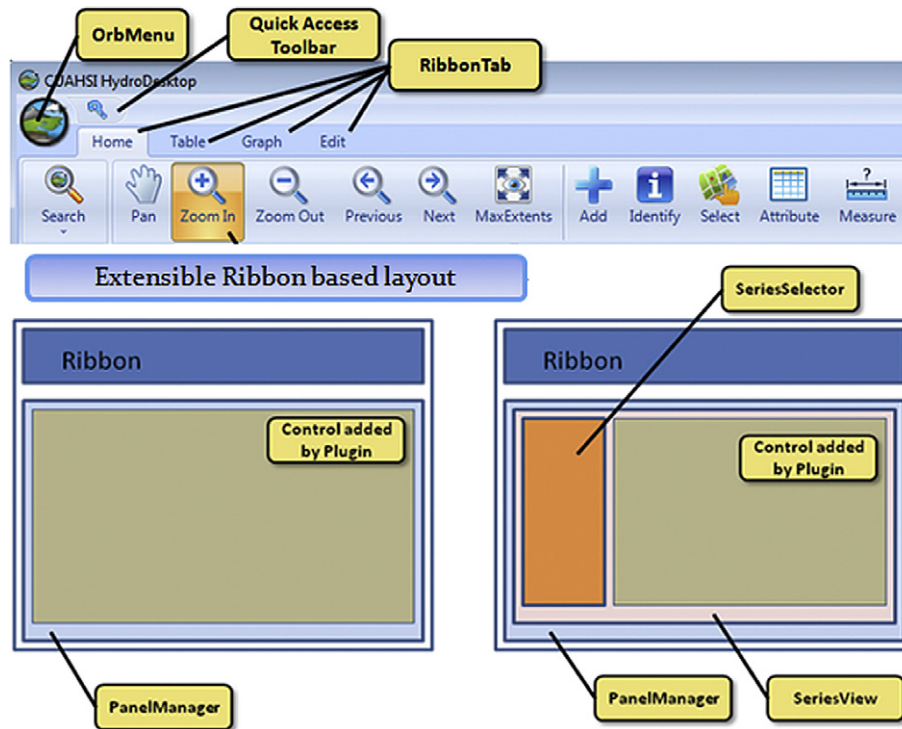 OrbMenu
Quick Access
Toolbar
RibbonTab
CUAHSI HydroDesktop
Home Table Graph Edit
Search Pan Zoom In Zoom Out Previous Next MaxExtents Add Identify Select Attribute Measure
Extensible Ribbon based layout
SeriesSelector
Ribbon
Control added
by Plugin
PanelManager
Ribbon
Control added
by Plugin
PanelManager
SeriesView